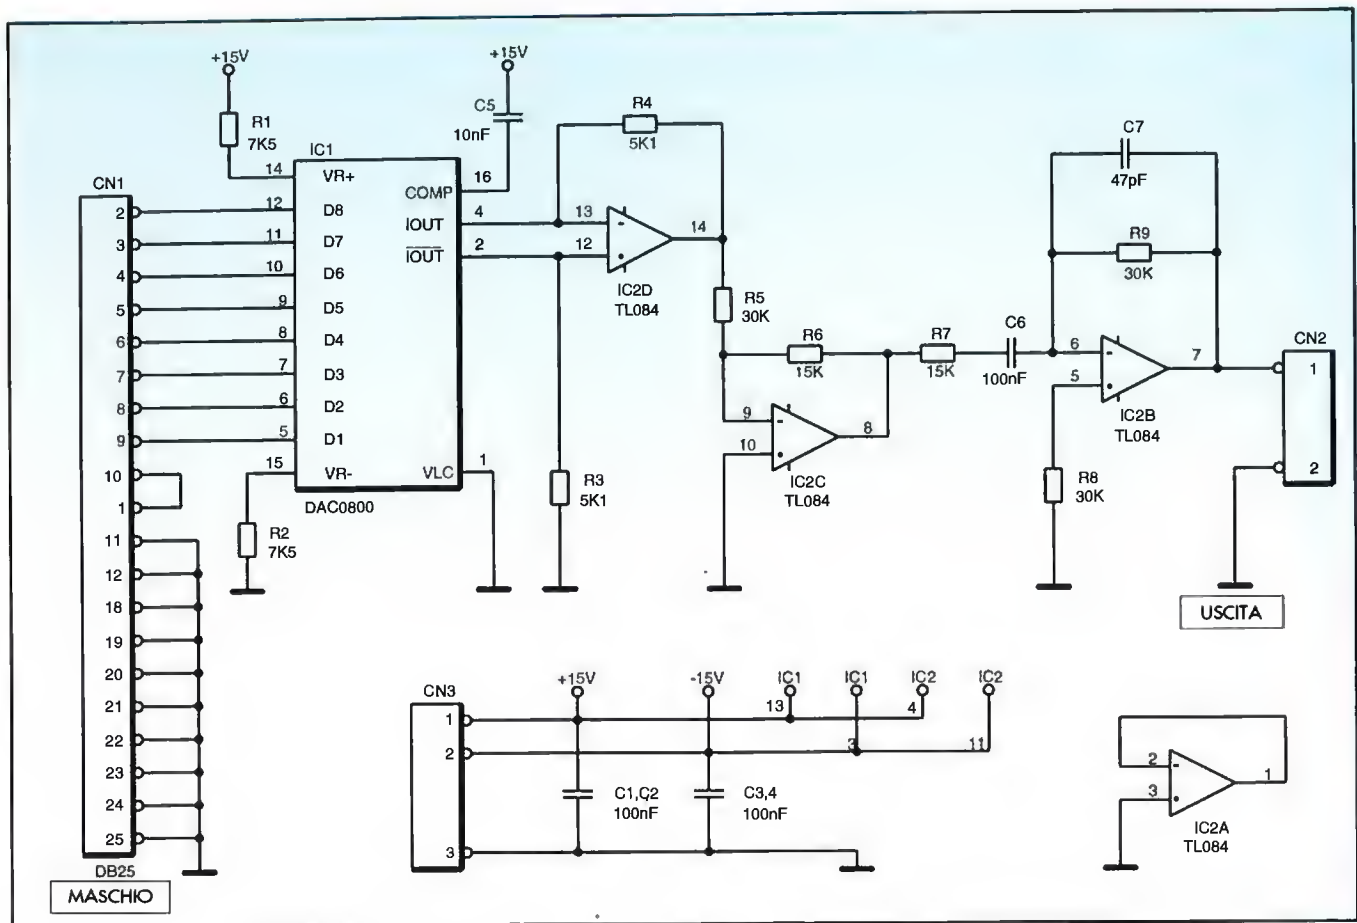 +15V
+15V
R1
7K5
C5
10nF
R4
5K1
C7
47pF
CN1
IC1
14
VR+
COMP
16
2
12
D8
IOUT
4
13
-
14
3
11
D7
IOUT
2
12
4
10
D6
IC2D
TL084
R9
30K
5
9
D5
R5
30K
6
8
D4
R6
15K
R7
15K
C6
100nF
6
-
7
CN2
1
7
7
D3
5
8
6
D2
IC2B
TL084
9
5
D1
9
-
8
10
10
15
VR-
VLC
1
IC2C
TL084
2
1
DAC0800
R3
5K1
R8
30K
R2
7K5
11
12
18
USCITA
19
20
21
22
23
24
25
DB25
MASCHIO
CN3
+15V
-15V
IC1
IC1
IC2
IC2
1
13
4
2
3
11
C1,C2
100nF
C3,4
100nF
3
2
-
1
3
IC2A
TL084